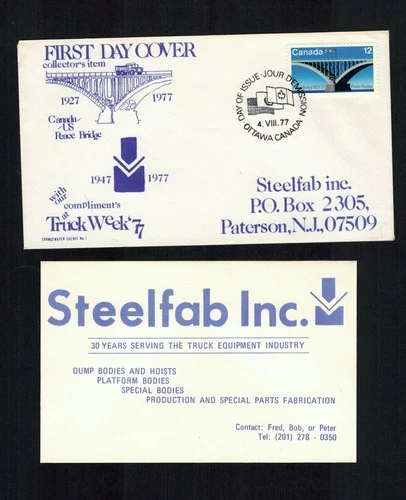 FIRST DAY COVER
collector's item
1927 1977
Canada
US
Peace Bridge
1947 1977
with our compliment's at
Truck Week '77
Canada 12
DAY OF ISSUE · JOUR D'EMISSION
4. VIII. 77
OTTAWA CANADA
Steelfab inc.
P.O. Box 2305,
Paterson, N.J., 07509
Steelfab Inc.
30 YEARS SERVING THE TRUCK EQUIPMENT INDUSTRY
DUMP BODIES AND HOISTS
PLATFORM BODIES
SPECIAL BODIES
PRODUCTION AND SPECIAL PARTS FABRICATION
Contact: Fred, Bob, or Peter
Tel: (201) 278 - 0350